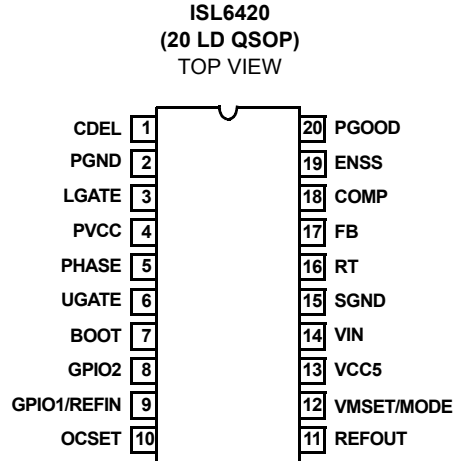 ISL6420
(20 LD QSOP)
TOP VIEW
CDEL 1 20 PGOOD
PGND 2 19 ENSS
LGATE 3 18 COMP
PVCC 4 17 FB
PHASE 5 16 RT
UGATE 6 15 SGND
BOOT 7 14 VIN
GPIO2 8 13 VCC5
GPIO1/REFIN 9 12 VMSET/MODE
OCSET 10 11 REFOUT